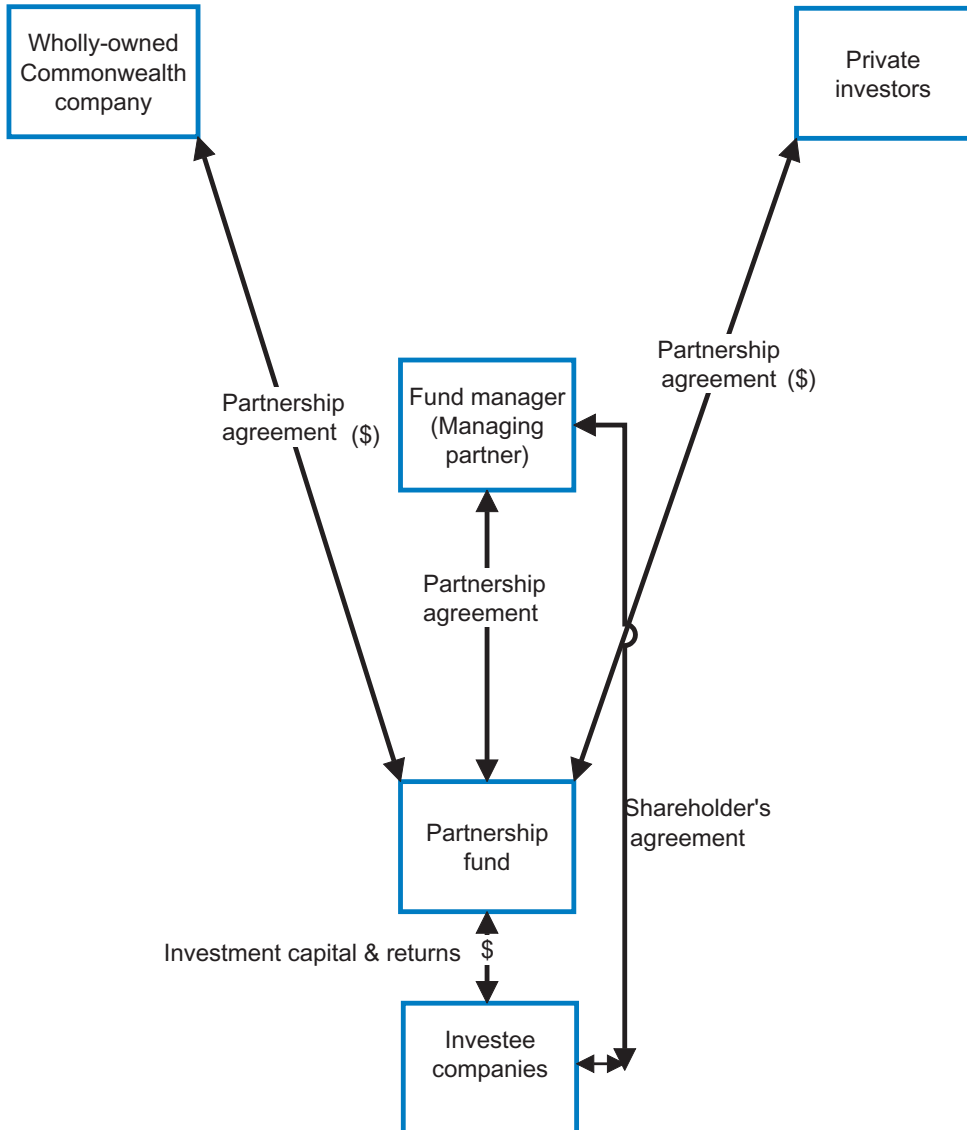 Wholly-owned
Commonwealth
company
Private
investors
Partnership
agreement ($)
Fund manager
(Managing
partner)
Partnership
agreement ($)
Partnership
agreement
Partnership
fund
Shareholder's
agreement
Investment capital & returns $
Investee
companies